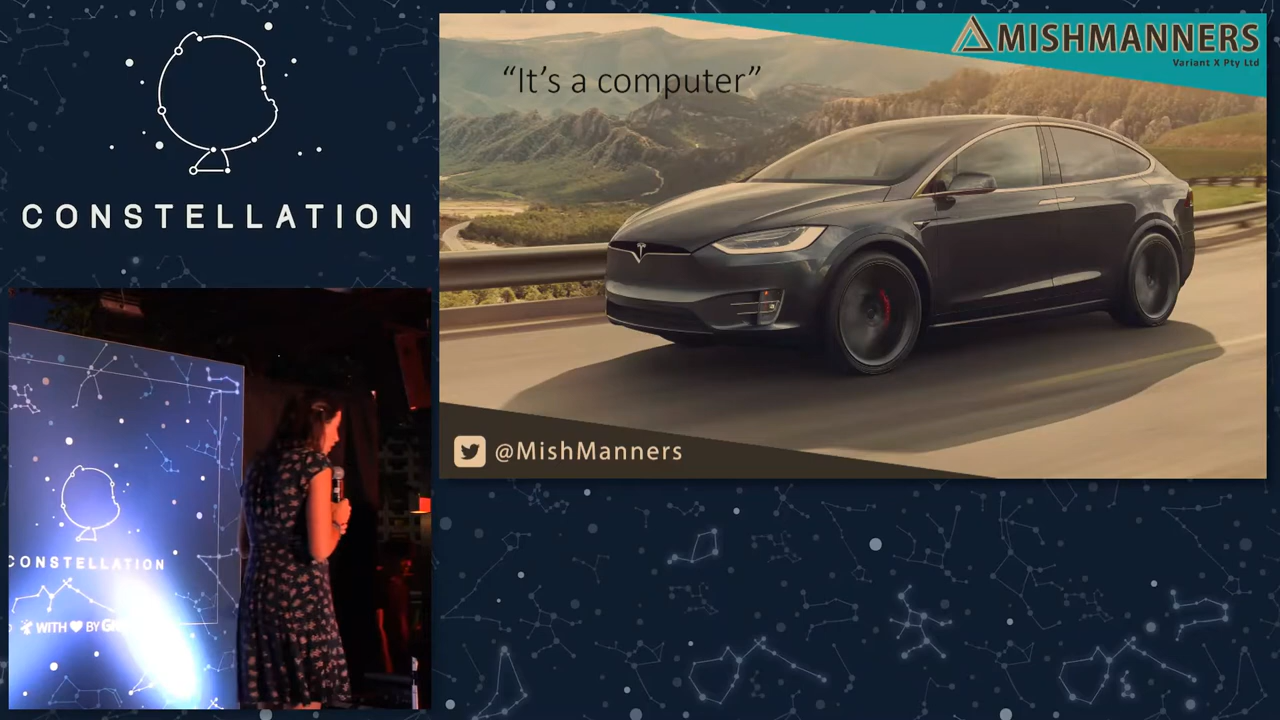 CONSTELLATION
“It’s a computer”
MISHMANNERS
Variant X Pty Ltd
@MishManners
CONSTELLATION
WITH BY